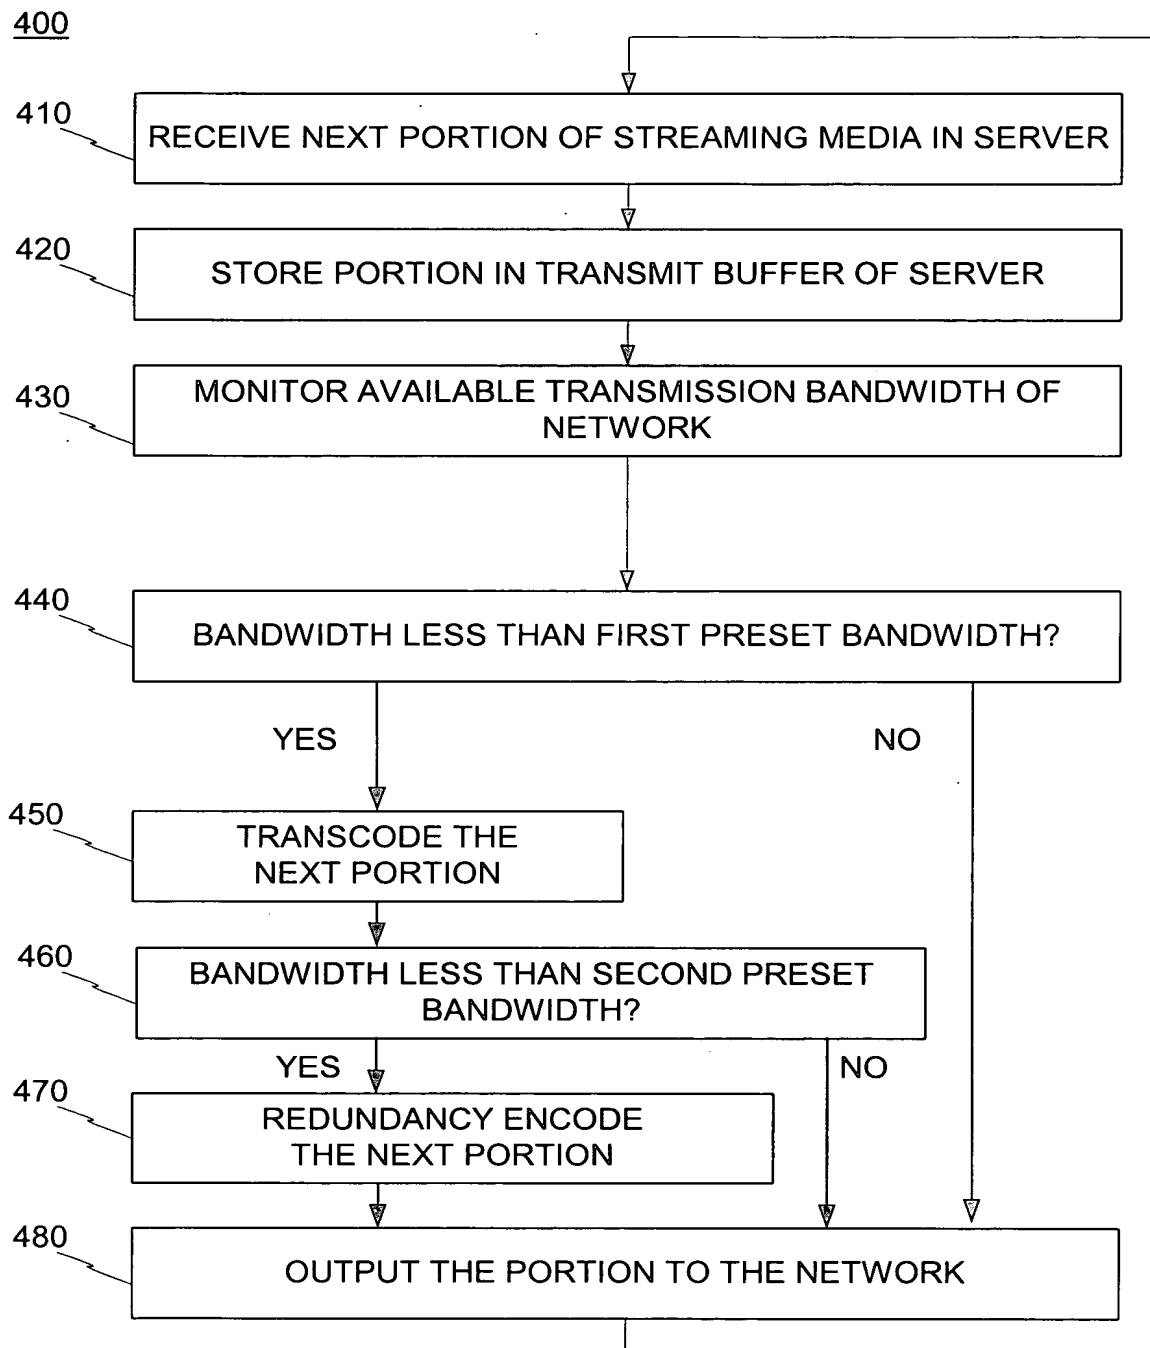 400
410
RECEIVE NEXT PORTION OF STREAMING MEDIA IN SERVER
420
STORE PORTION IN TRANSMIT BUFFER OF SERVER
430
MONITOR AVAILABLE TRANSMISSION BANDWIDTH OF
NETWORK
440
BANDWIDTH LESS THAN FIRST PRESET BANDWIDTH?
YES
NO
450
TRANSCODE THE
NEXT PORTION
460
BANDWIDTH LESS THAN SECOND PRESET
BANDWIDTH?
YES
NO
470
REDUNDANCY ENCODE
THE NEXT PORTION
480
OUTPUT THE PORTION TO THE NETWORK